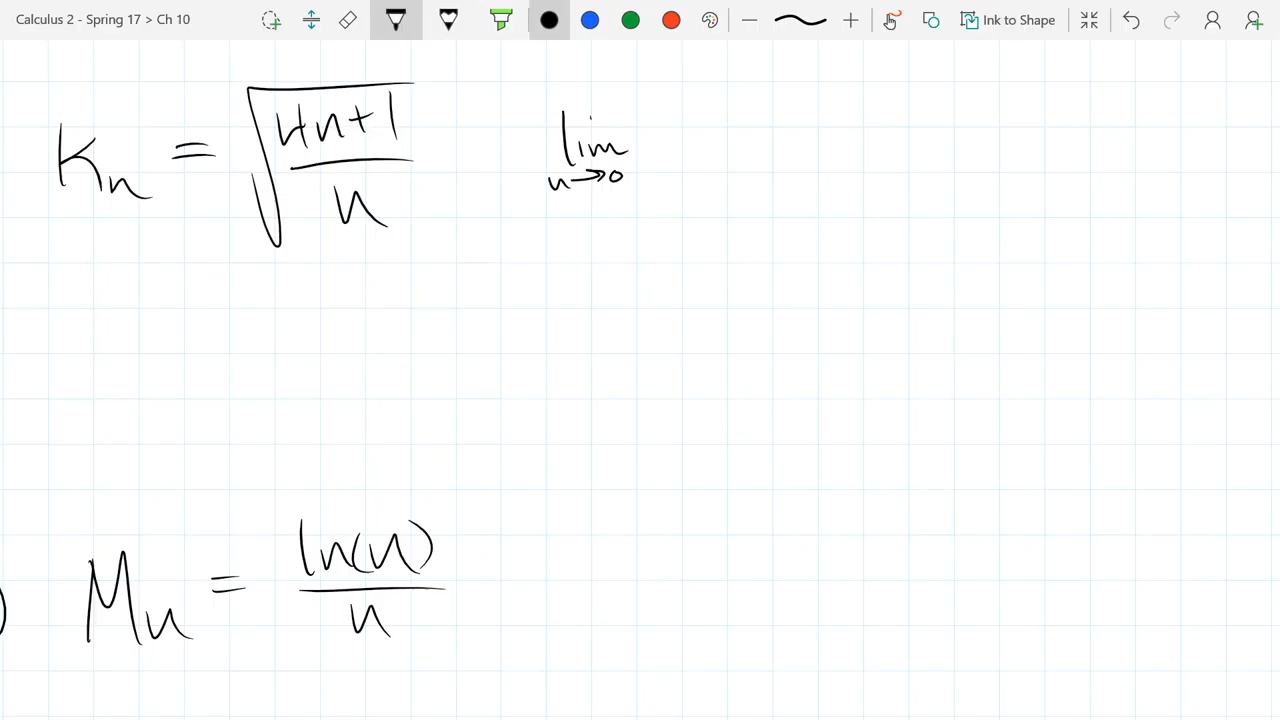 Calculus 2 - Spring 17 > Ch 10
Ink to Shape
Kn = √((4n+1)/n)
lim
n→0
) Mn = ln(n)/n